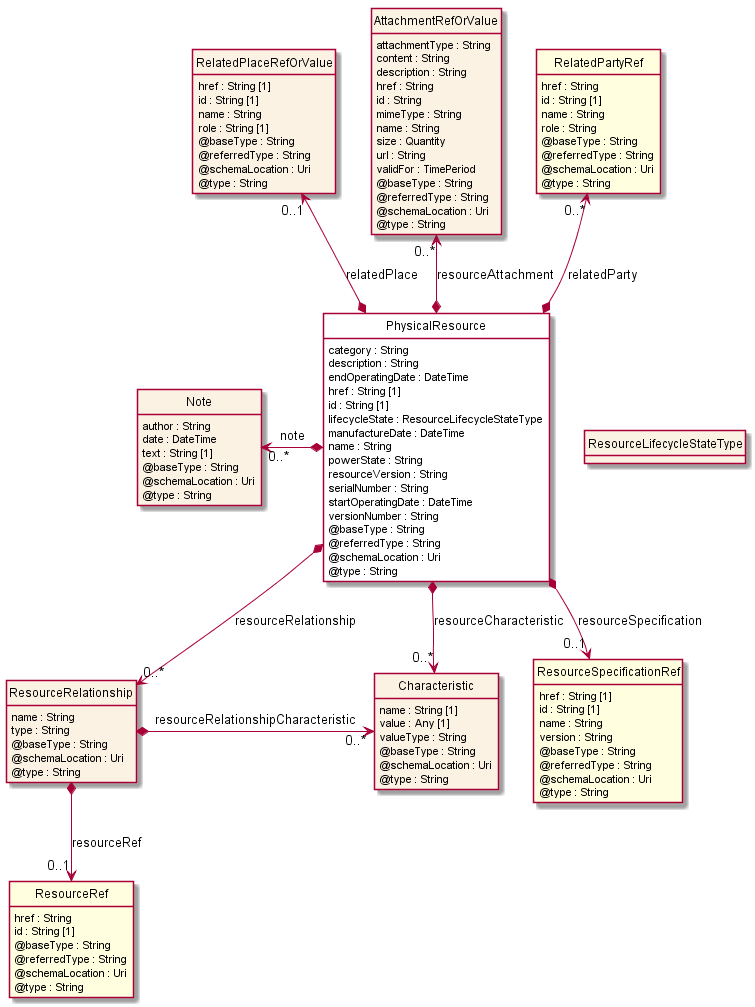 AttachmentRefOrValue
attachmentType : String
content : String
description : String
href : String
id : String
mimeType : String
name : String
size : Quantity
url : String
validFor : TimePeriod
@baseType : String
@referredType : String
@schemaLocation : Uri
@type : String
RelatedPlaceRefOrValue
href : String [1]
id : String [1]
name : String
role : String [1]
@baseType : String
@referredType : String
@schemaLocation : Uri
@type : String
RelatedPartyRef
href : String
id : String [1]
name : String
role : String
@baseType : String
@referredType : String
@schemaLocation : Uri
@type : String
0..1
0..*
0..*
relatedPlace
resourceAttachment
relatedParty
PhysicalResource
category : String
description : String
endOperatingDate : DateTime
href : String [1]
id : String [1]
lifecycleState : ResourceLifecycleStateType
manufactureDate : DateTime
name : String
powerState : String
resourceVersion : String
serialNumber : String
startOperatingDate : DateTime
versionNumber : String
@baseType : String
@referredType : String
@schemaLocation : Uri
@type : String
Note
author : String
date : DateTime
text : String [1]
@baseType : String
@schemaLocation : Uri
@type : String
note
0..*
ResourceLifecycleStateType
resourceRelationship
resourceCharacteristic
resourceSpecification
0..*
0..*
0..1
ResourceRelationship
name : String
type : String
@baseType : String
@schemaLocation : Uri
@type : String
resourceRelationshipCharacteristic
0..*
Characteristic
name : String [1]
value : Any [1]
valueType : String
@baseType : String
@schemaLocation : Uri
@type : String
ResourceSpecificationRef
href : String [1]
id : String [1]
name : String
version : String
@baseType : String
@referredType : String
@schemaLocation : Uri
@type : String
resourceRef
0..1
ResourceRef
href : String
id : String [1]
@baseType : String
@referredType : String
@schemaLocation : Uri
@type : String